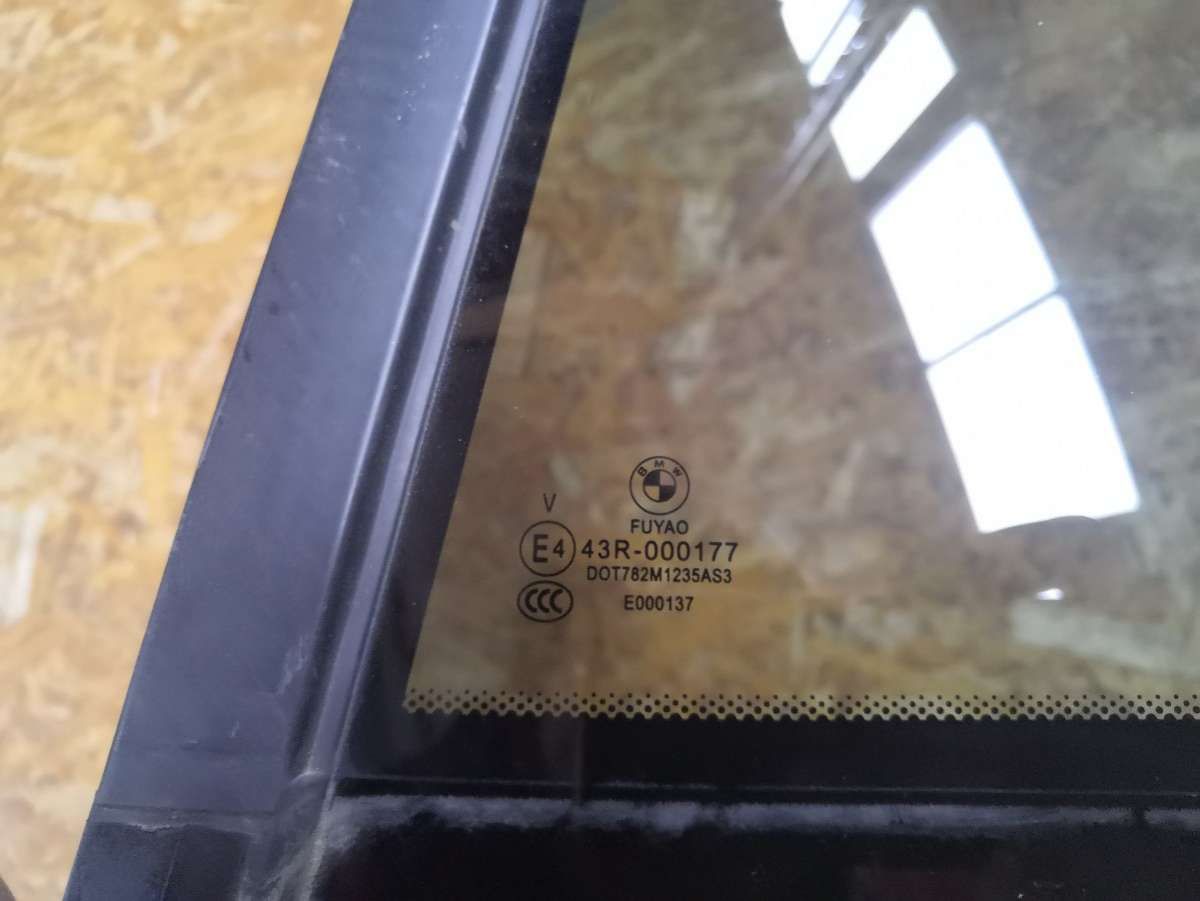 BMW
FUYAO
V
E4 43R-000177
DOT782M1235AS3
CCC E000137